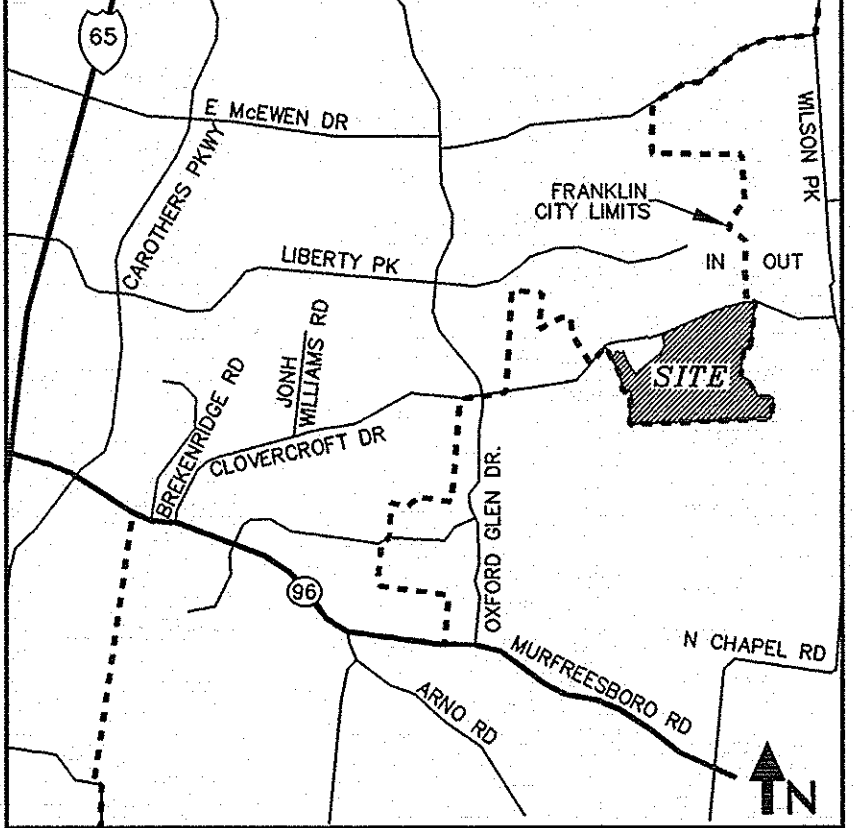 65
E McEWEN DR
CAROTHERS PKWY
WILSON PK
FRANKLIN
CITY LIMITS
LIBERTY PK
IN OUT
JONH
WILLIAMS RD
SITE
BREKENRIDGE RD
CLOVERCROFT DR
OXFORD GLEN DR.
96
MURFREESBORO RD
N CHAPEL RD
ARNO RD
N